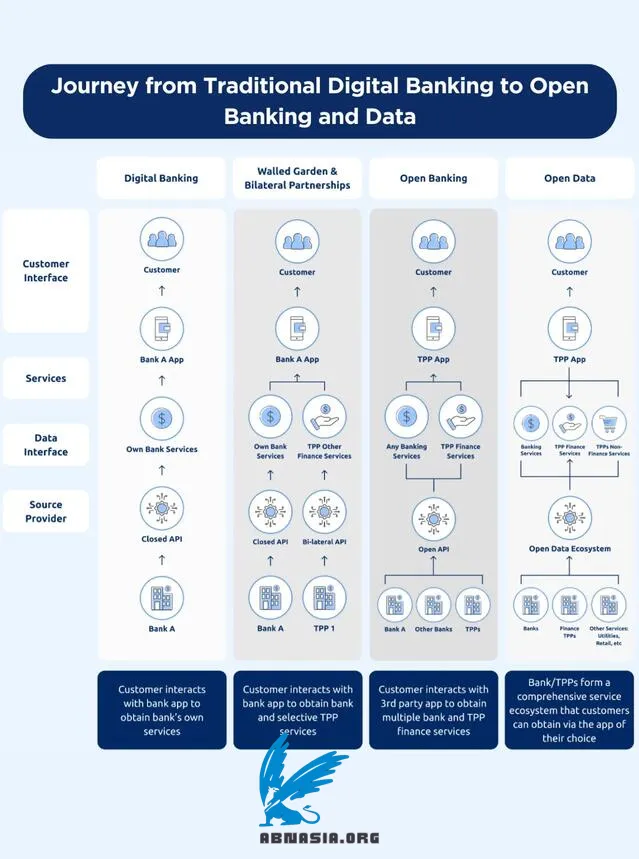 Journey from Traditional Digital Banking to Open
Banking and Data
Digital Banking
Walled Garden &
Bilateral Partnerships
Open Banking
Open Data
Customer
Interface
Services
Data
Interface
Source
Provider
Customer
Bank A App
Own Bank Services
Closed API
Bank A
Customer interacts
with bank app to
obtain bank's own
services
Customer
Bank A App
Own Bank
Services
TPP Other
Finance Services
Closed API
Bi-lateral API
Bank A
TPP 1
Customer interacts with
bank app to obtain bank
and selective TPP
services
Customer
TPP App
Any Banking
Services
TPP Finance
Services
Open API
Bank A
Other Banks
TPPs
Customer interacts with
3rd party app to obtain
multiple bank and TPP
finance services
Customer
TPP App
Banking
Services
TPP Finance
Services
TPPs Non-
Finance Services
Open Data Ecosystem
Banks
Finance
TPPs
Other Services:
Utilities,
Retail, etc
Bank/TPPs form a
comprehensive service
ecosystem that customers
can obtain via the app of
their choice
ABNASIA.ORG